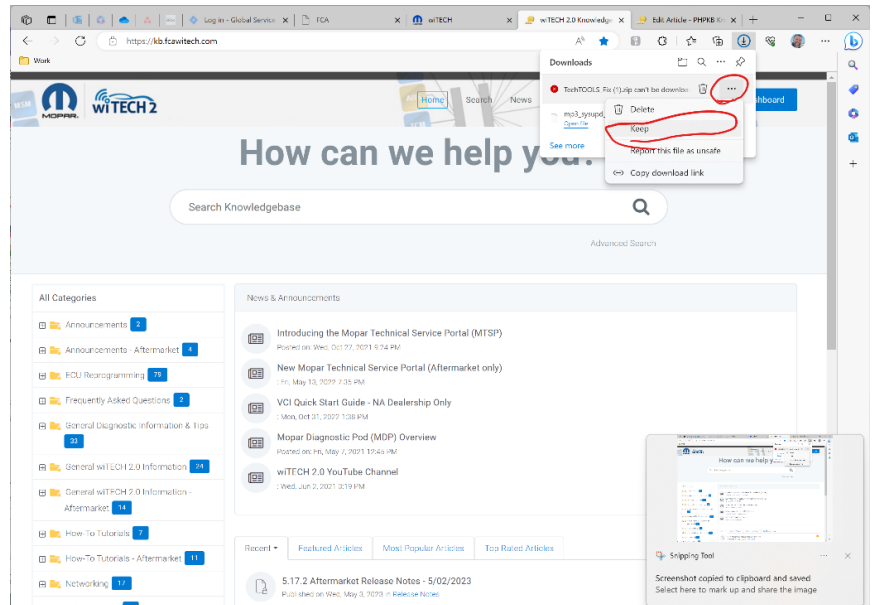 Log in - Global Service
FCA
wiTECH
wiTECH 2.0 Knowledge
Edit Article - PHPKB Kn
https://kb.fcawitech.com
Work
Downloads
TechTOOLS_Fix (1).zip can't be downloa
mp3_sysupd_
Open file
See more
Delete
Keep
Report this file as unsafe
Copy download link
MSM
MOPAR.
wiTECH 2
Home
Search
News
hboard
How can we help you?
Search Knowledgebase
Advanced Search
All Categories
Announcements 2
Announcements - Aftermarket 4
ECU Reprogramming 79
Frequently Asked Questions 2
General Diagnostic Information & Tips
33
General wiTECH 2.0 Information 24
General wiTECH 2.0 Information -
Aftermarket 14
How-To Tutorials 7
How-To Tutorials - Aftermarket 11
Networking 17
News & Announcements
Introducing the Mopar Technical Service Portal (MTSP)
Posted on: Wed, Oct 27, 2021 9:24 PM
New Mopar Technical Service Portal (Aftermarket only)
: Fri, May 13, 2022 7:35 PM
VCI Quick Start Guide - NA Dealership Only
: Mon, Oct 31, 2022 1:36 PM
Mopar Diagnostic Pod (MDP) Overview
Posted on: Fri, May 7, 2021 12:45 PM
wiTECH 2.0 YouTube Channel
: Wed, Jun 2, 2021 3:19 PM
Recent
Featured Articles
Most Popular Articles
Top Rated Articles
5.17.2 Aftermarket Release Notes - 5/02/2023
Published on Wed, May 3, 2023 in Release Notes
How can we help y
Snipping Tool
Screenshot copied to clipboard and saved
Select here to mark up and share the image